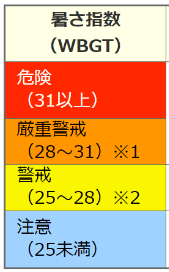 暑さ指数
（WBGT）
危険
（31以上）
厳重警戒
（28～31）※1
警戒
（25～28）※2
注意
（25未満）